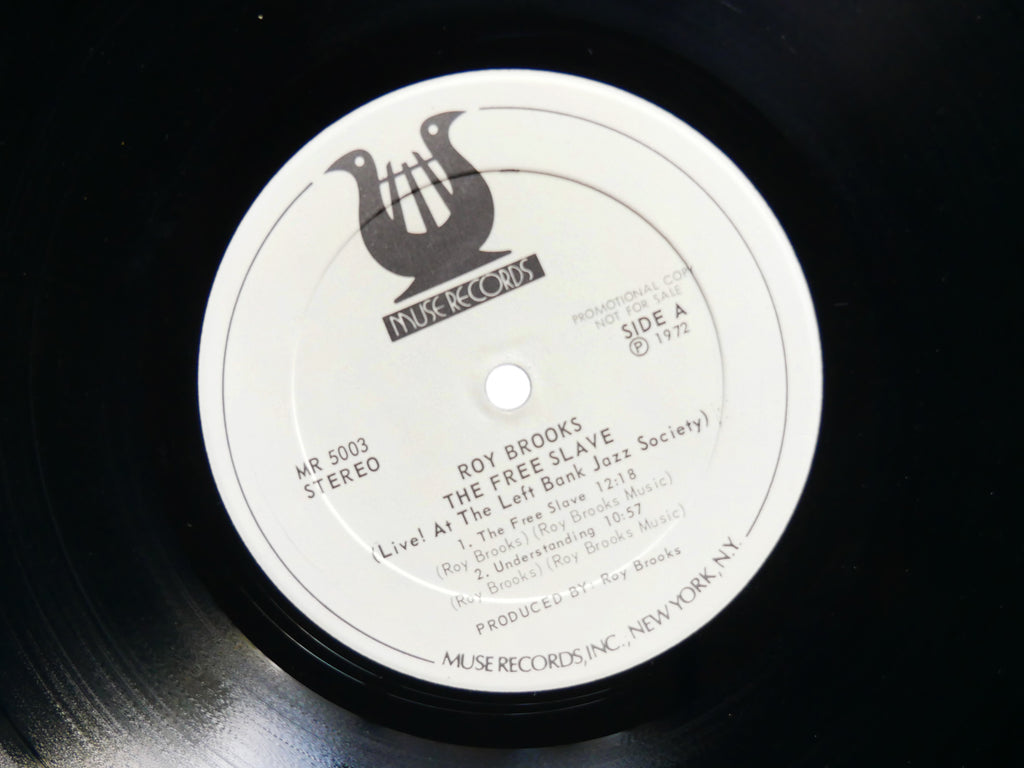 MUSE RECORDS
PROMOTIONAL COPY
NOT FOR SALE
SIDE A
Ⓟ 1972
MR 5003
STEREO
ROY BROOKS
THE FREE SLAVE
(Live! At The Left Bank Jazz Society)
1. The Free Slave 12:18
(Roy Brooks) (Roy Brooks Music)
2. Understanding 10:57
(Roy Brooks) (Roy Brooks Music)
PRODUCED BY: Roy Brooks
MUSE RECORDS, INC., NEW YORK, N.Y.